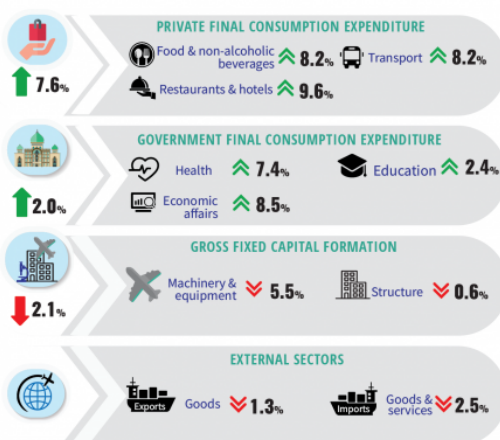 PRIVATE FINAL CONSUMPTION EXPENDITURE
Food & non-alcoholic
beverages 8.2%
Transport 8.2%
7.6%
Restaurants & hotels 9.6%
GOVERNMENT FINAL CONSUMPTION EXPENDITURE
Health 7.4%
Education 2.4%
2.0%
Economic
affairs 8.5%
GROSS FIXED CAPITAL FORMATION
Machinery &
equipment 5.5%
Structure 0.6%
2.1%
EXTERNAL SECTORS
Exports
Goods 1.3%
Imports
Goods &
services 2.5%